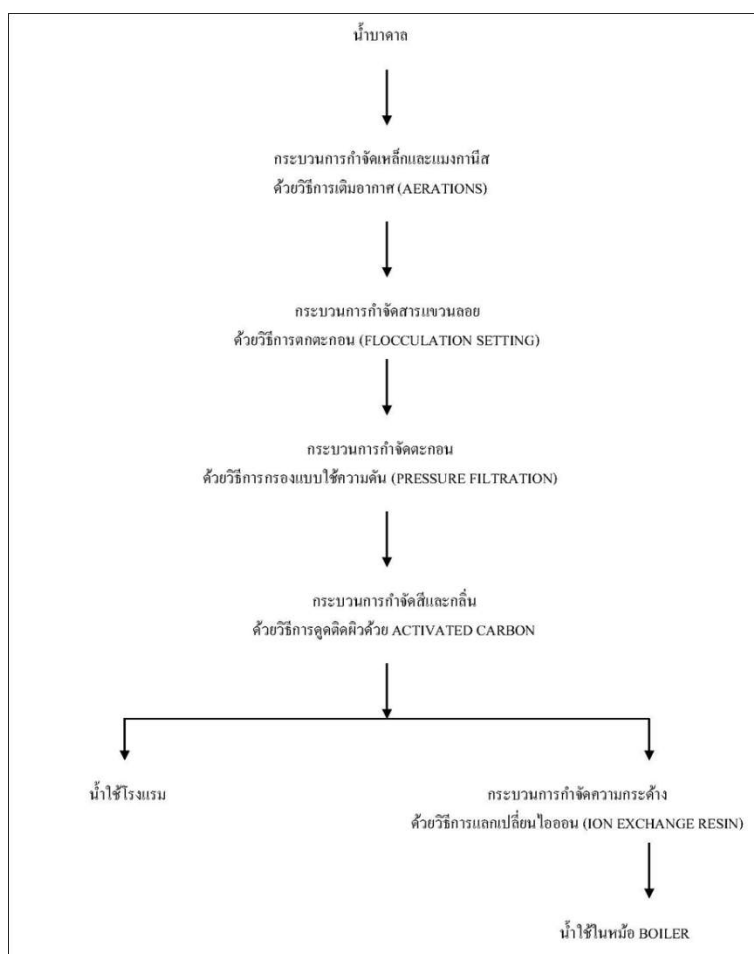 น้ำบาดาล
กระบวนการกำจัดเหล็กและแมงกานีส
ด้วยวิธีการเติมอากาศ (AERATIONS)
กระบวนการกำจัดสารแขวนลอย
ด้วยวิธีการตกตะกอน (FLOCCULATION SETTING)
กระบวนการกำจัดตะกอน
ด้วยวิธีการกรองแบบใช้ความดัน (PRESSURE FILTRATION)
กระบวนการกำจัดสีและกลิ่น
ด้วยวิธีการดูดติดผิวด้วย ACTIVATED CARBON
น้ำใช้โรงแรม
กระบวนการกำจัดความกระด้าง
ด้วยวิธีการแลกเปลี่ยนไอออน (ION EXCHANGE RESIN)
น้ำใช้ในหม้อ BOILER